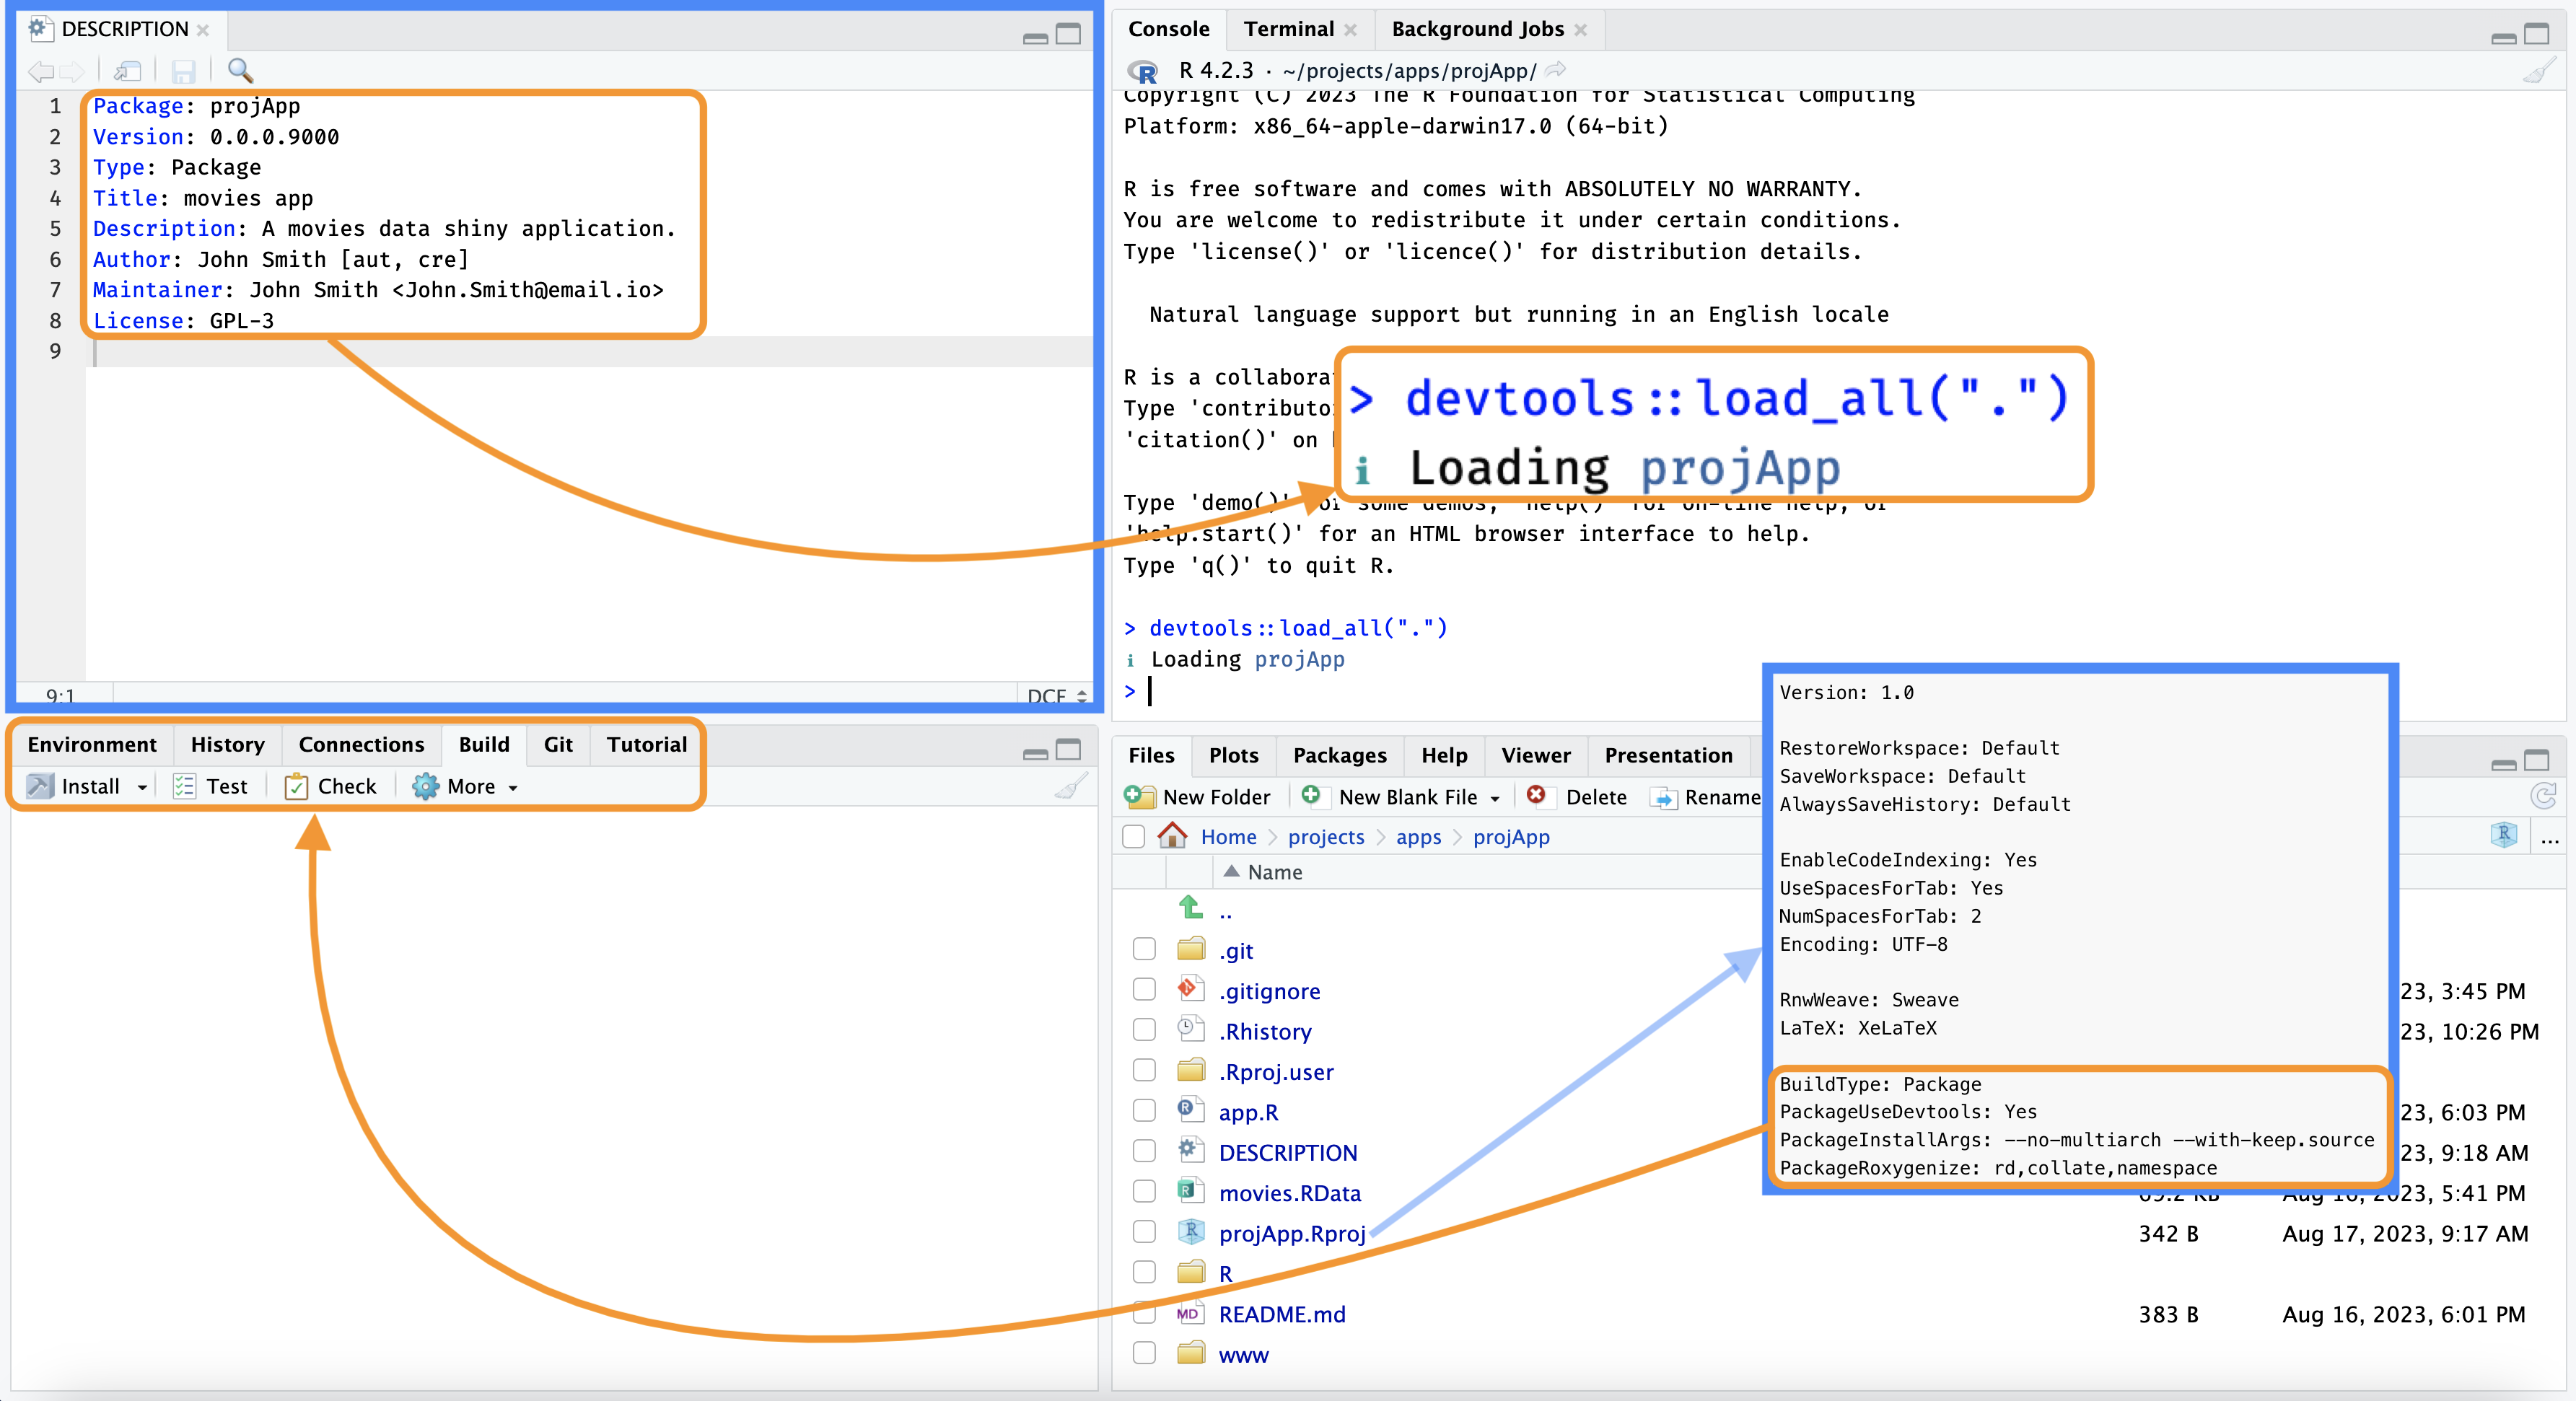 DESCRIPTION
1 Package: projApp
2 Version: 0.0.0.9000
3 Type: Package
4 Title: movies app
5 Description: A movies data shiny application.
6 Author: John Smith [aut, cre]
7 Maintainer: John Smith <John.Smith@email.io>
8 License: GPL-3
9
9:1 DCF
Console Terminal Background Jobs
R 4.2.3 · ~/projects/apps/projApp/
Copyright (C) 2023 The R Foundation for Statistical Computing
Platform: x86_64-apple-darwin17.0 (64-bit)
R is free software and comes with ABSOLUTELY NO WARRANTY.
You are welcome to redistribute it under certain conditions.
Type 'license()' or 'licence()' for distribution details.
Natural language support but running in an English locale
R is a collabora
Type 'contributo
'citation()' on
Type 'demo()' for some demos, 'help()' for on-line help, or
'help.start()' for an HTML browser interface to help.
Type 'q()' to quit R.
> devtools::load_all(".")
ℹ Loading projApp
>
> devtools::load_all(".")
ℹ Loading projApp
Environment History Connections Build Git Tutorial
Install Test Check More
Files Plots Packages Help Viewer Presentation
New Folder New Blank File Delete Rename
Home projects apps projApp
...
Name
..
.git
.gitignore 23, 3:45 PM
.Rhistory 23, 10:26 PM
.Rproj.user
app.R 23, 6:03 PM
DESCRIPTION 23, 9:18 AM
movies.RData 69.2 KB Aug 16, 2023, 5:41 PM
projApp.Rproj 342 B Aug 17, 2023, 9:17 AM
R
README.md 383 B Aug 16, 2023, 6:01 PM
www
Version: 1.0
RestoreWorkspace: Default
SaveWorkspace: Default
AlwaysSaveHistory: Default
EnableCodeIndexing: Yes
UseSpacesForTab: Yes
NumSpacesForTab: 2
Encoding: UTF-8
RnwWeave: Sweave
LaTeX: XeLaTeX
BuildType: Package
PackageUseDevtools: Yes
PackageInstallArgs: --no-multiarch --with-keep.source
PackageRoxygenize: rd,collate,namespace